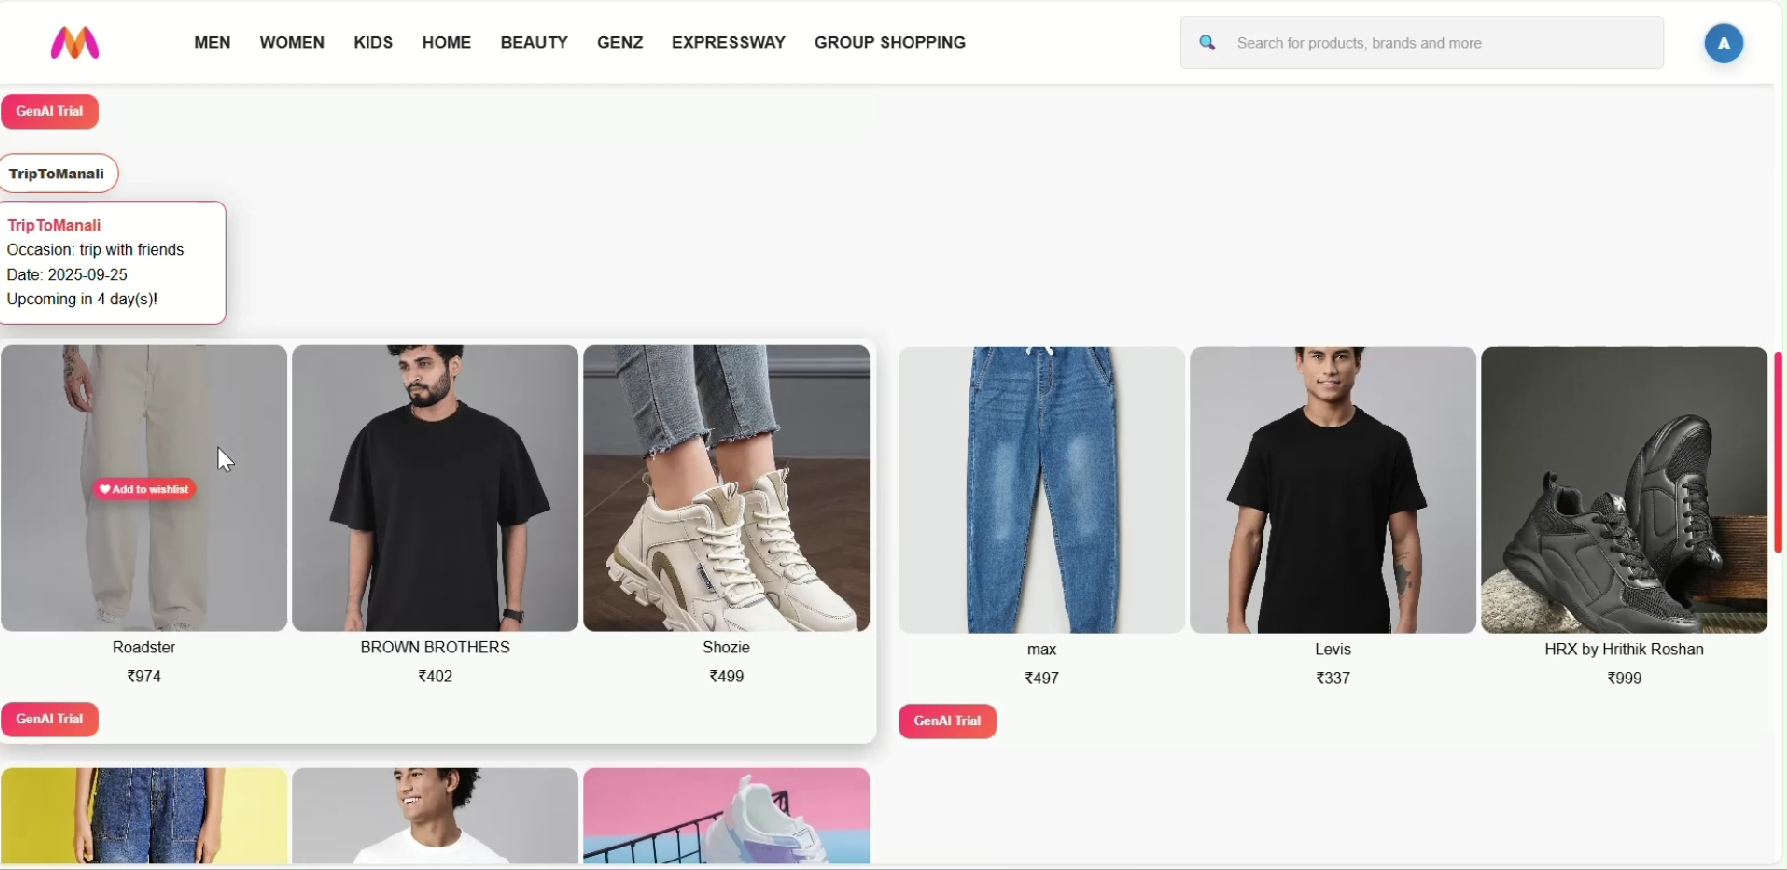 MEN WOMEN KIDS HOME BEAUTY GENZ EXPRESSWAY GROUP SHOPPING
Search for products, brands and more
A
GenAI Trial
TripToManali
TripToManali
Occasion: trip with friends
Date: 2025-09-25
Upcoming in 4 day(s)!
Add to wishlist
Roadster
₹974
BROWN BROTHERS
₹402
Shozie
₹499
GenAI Trial
max
₹497
Levis
₹337
HRX by Hrithik Roshan
₹999
GenAI Trial